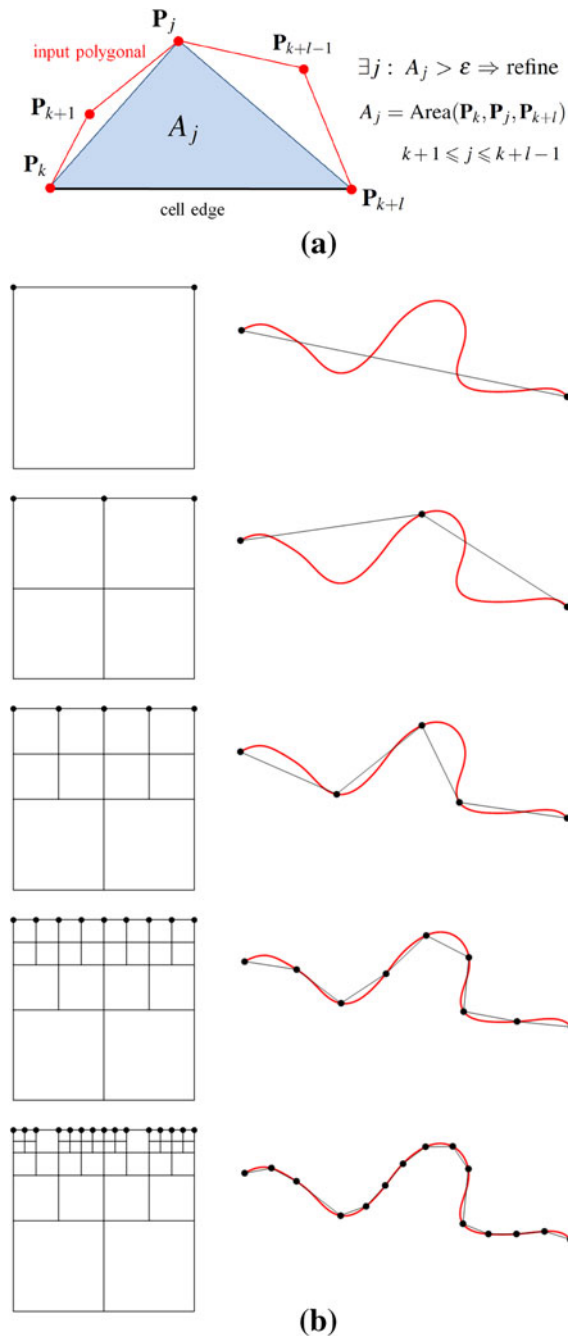 P_j
input polygonal
P_{k+l-1}
∃j : A_j > ε ⇒ refine
P_{k+1}
A_j
A_j = Area(P_k, P_j, P_{k+l})
P_k
k+1 ⩽ j ⩽ k+l−1
P_{k+l}
cell edge
(a)
(b)